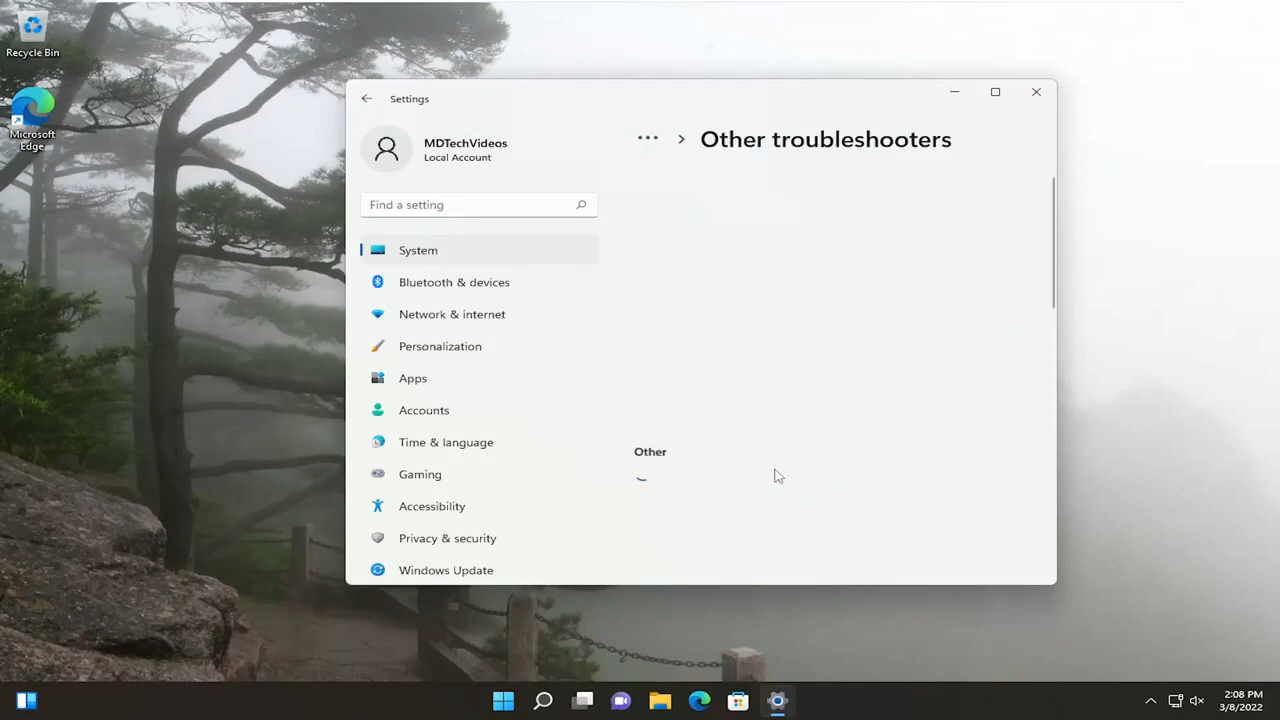 Recycle Bin
Microsoft
Edge
Settings
MDTechVideos
Local Account
Find a setting
System
Bluetooth & devices
Network & internet
Personalization
Apps
Accounts
Time & language
Gaming
Accessibility
Privacy & security
Windows Update
... > Other troubleshooters
Other
2:08 PM
3/8/2022